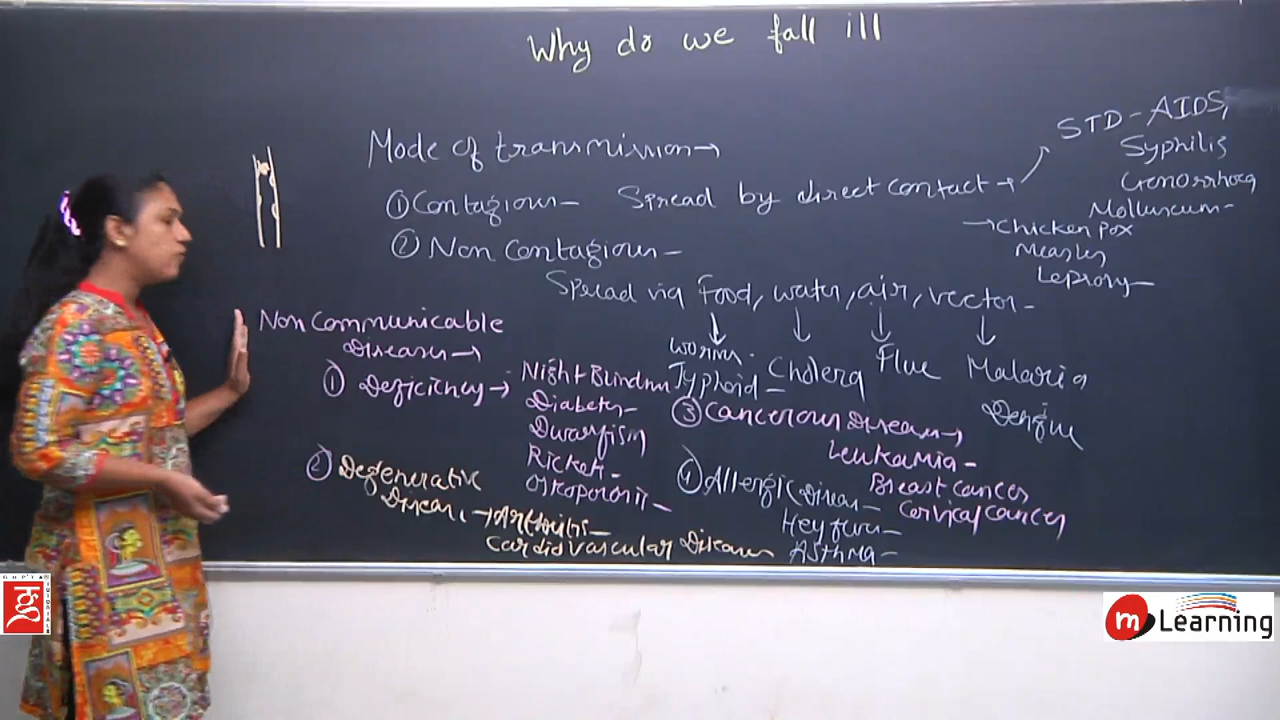 Why do we fall ill
Mode of transmission →
① Contagious - Spread by direct contact →
STD - AIDS,
Syphilis
Gonorrhoea
Molluscum -
→ Chicken pox
Measles
Leprosy -
② Non Contagious -
Spread via Food, water, air, vector -
Worms -
Typhoid -
Cholera
Flue
Malaria
Dengue
Non Communicable
Diseases →
① Deficiency →
Night Blindness
Diabetes -
Dwarfism
Rickets -
Osteoporosis -
② Degenerative
Disease → Arthritis -
Cardiovascular Diseases
③ Cancerous Diseases →
Leukamia -
Breast cancer
Cervical cancer
④ Allergic Diseases -
Hey fever -
Asthma -
GUPTA
TUTORIALS
m Learning